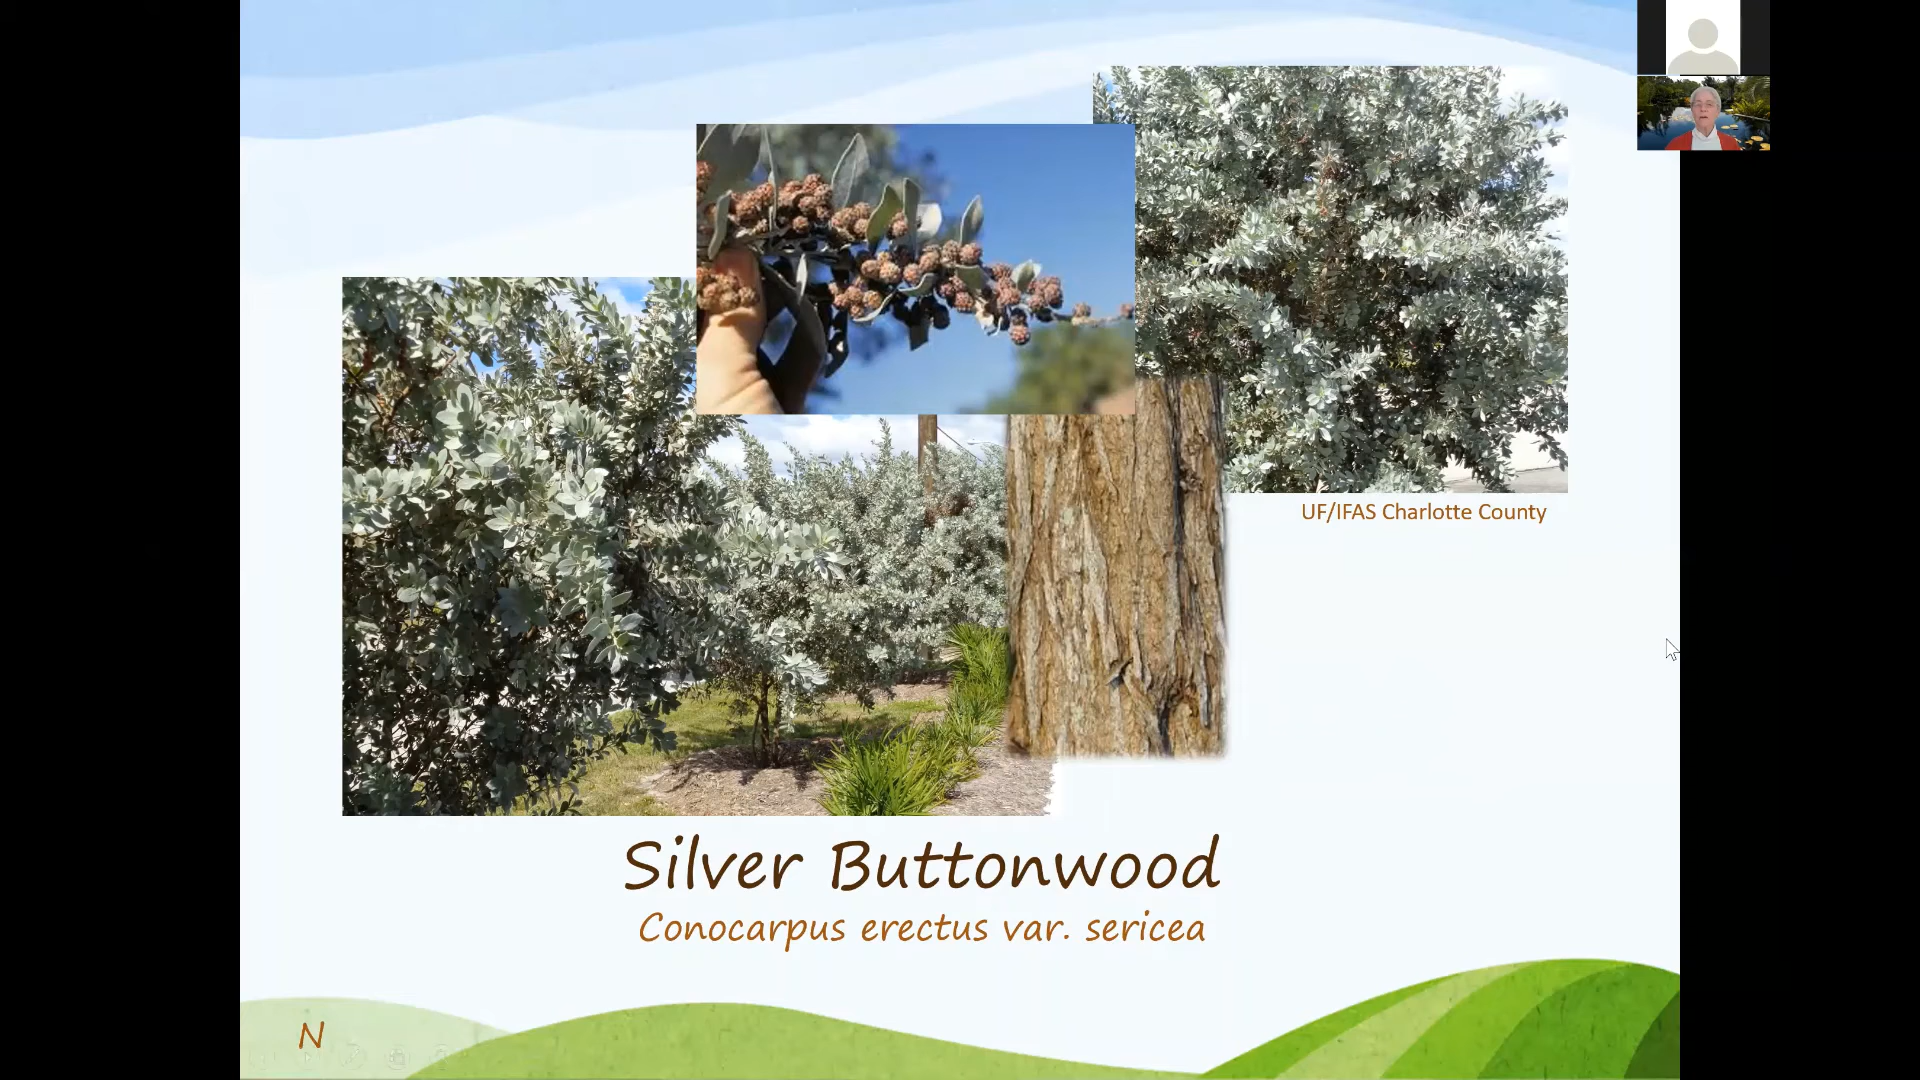 UF/IFAS Charlotte County
Silver Buttonwood
Conocarpus erectus var. sericea
N